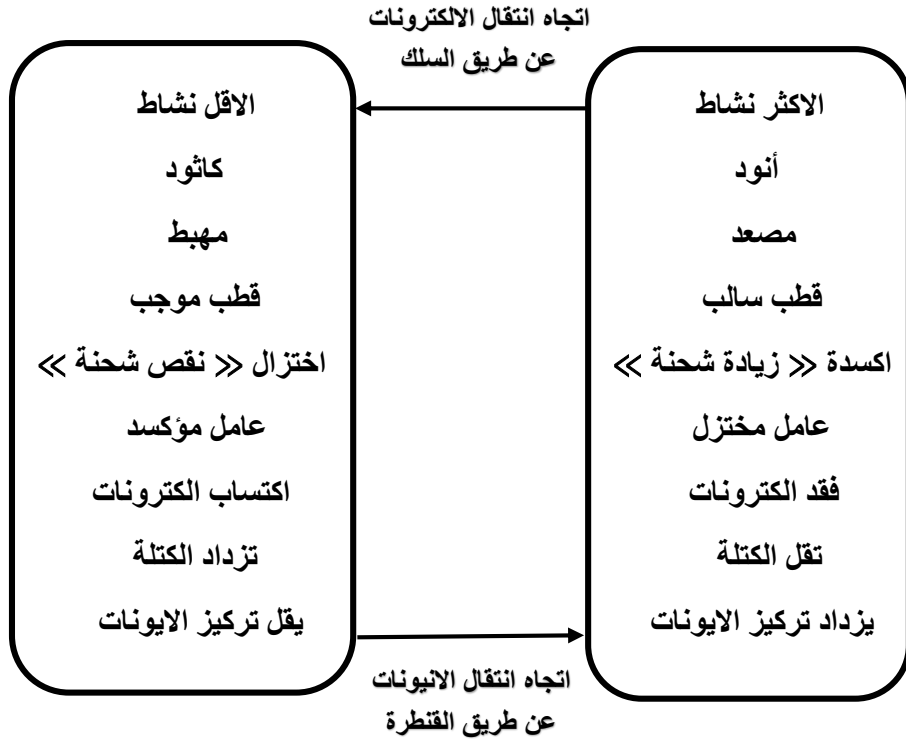 اتجاه انتقال الالكترونات
عن طريق السلك
الاكثر نشاط
أنود
مصعد
قطب سالب
اكسدة << زيادة شحنة >>
عامل مختزل
فقد الكترونات
تقل الكتلة
يزداد تركيز الايونات
الاقل نشاط
كاثود
مهبط
قطب موجب
اختزال << نقص شحنة >>
عامل مؤكسد
اكتساب الكترونات
تزداد الكتلة
يقل تركيز الايونات
اتجاه انتقال الانيونات
عن طريق القنطرة